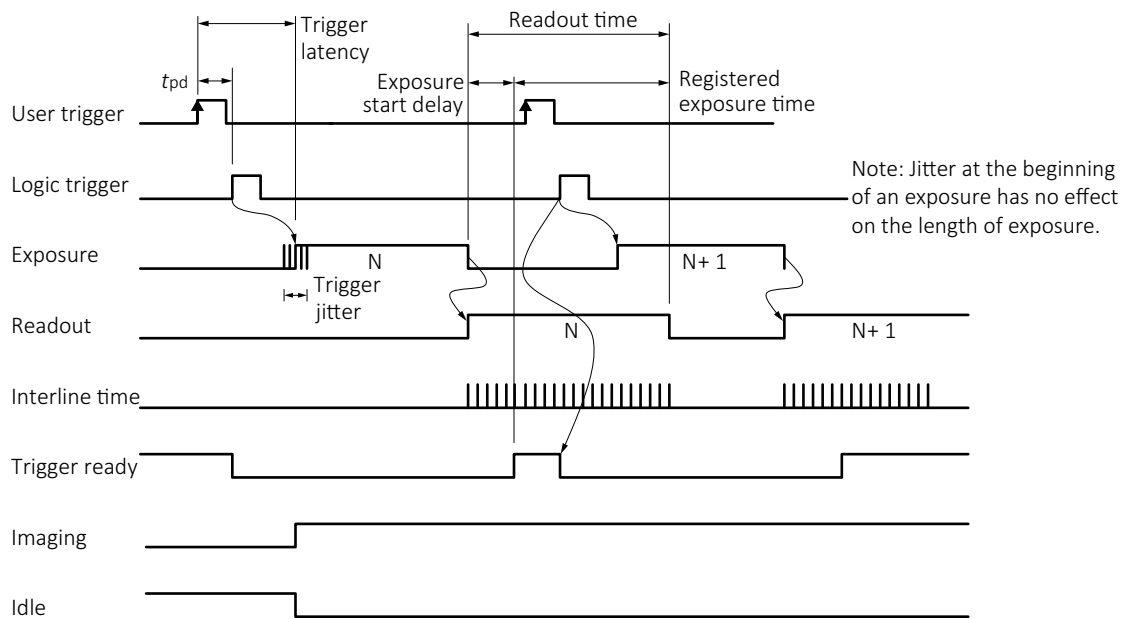 Trigger
latency
Readout time
tpd
Exposure
start delay
Registered
exposure time
User trigger
Logic trigger
Note: Jitter at the beginning
of an exposure has no effect
on the length of exposure.
Exposure
N
N+ 1
Trigger
jitter
Readout
N
N+ 1
Interline time
Trigger ready
Imaging
Idle